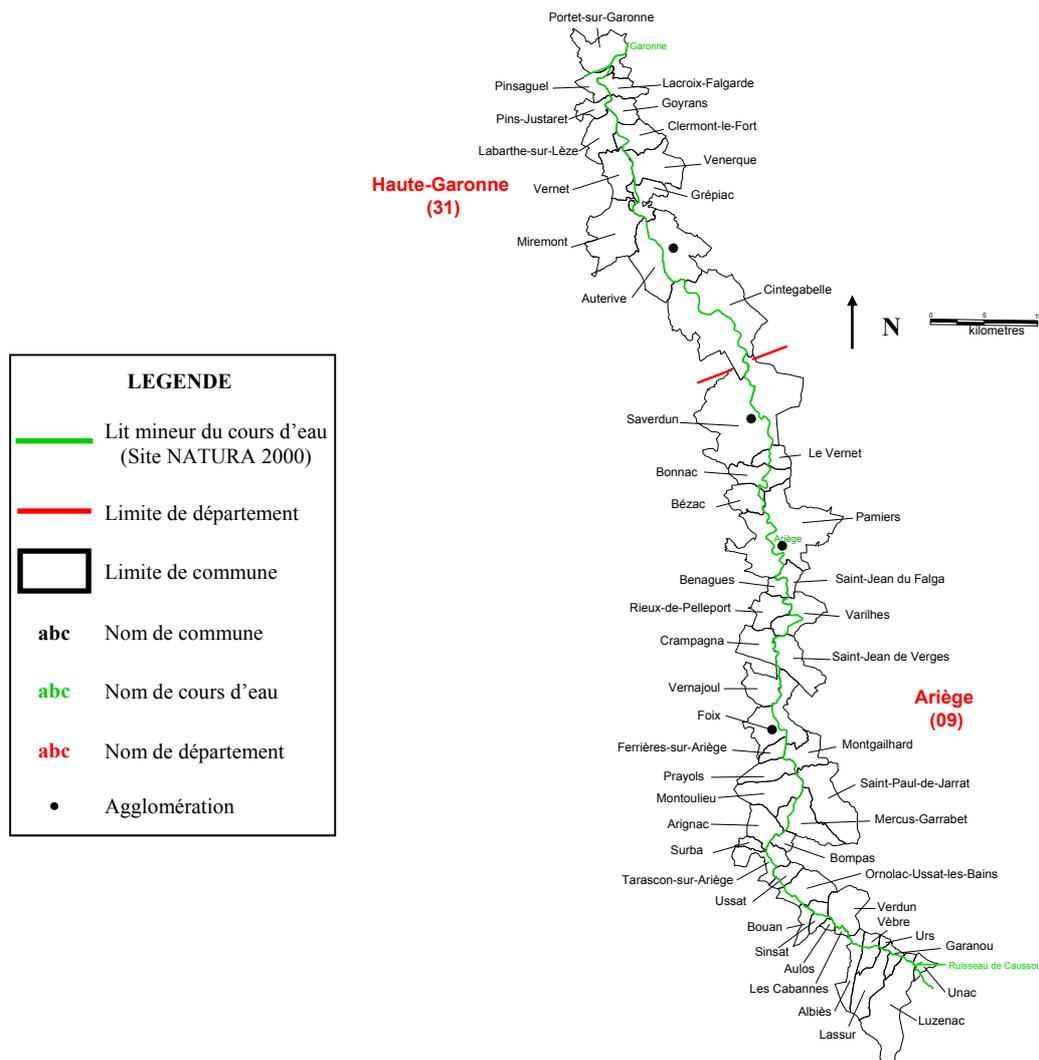 Portet-sur-Garonne
Garonne
Pinsaguel
Lacroix-Falgarde
Goyrans
Pins-Justaret
Clermont-le-Fort
Labarthe-sur-Lèze
Venerque
Haute-Garonne
(31)
Vernet
Grépiac
Miremont
Auterive
Cintegabelle
N
0
5
kilometres
LEGENDE
Lit mineur du cours d’eau
(Site NATURA 2000)
Limite de département
Limite de commune
abc Nom de commune
abc Nom de cours d’eau
abc Nom de département
Agglomération
Saverdun
Le Vernet
Bonnac
Bézac
Pamiers
Ariège
Benagues
Saint-Jean du Falga
Rieux-de-Pelleport
Varilhes
Crampagna
Saint-Jean de Verges
Vernajoul
Ariège
(09)
Foix
Ferrières-sur-Ariège
Montgailhard
Prayols
Saint-Paul-de-Jarrat
Montoulieu
Arignac
Mercus-Garrabet
Surba
Bompas
Tarascon-sur-Ariège
Ornolac-Ussat-les-Bains
Ussat
Verdun
Vèbre
Bouan
Urs
Sinsat
Garanou
Aulos
Ruisseau de Caussou
Les Cabannes
Unac
Albiès
Lassur
Luzenac